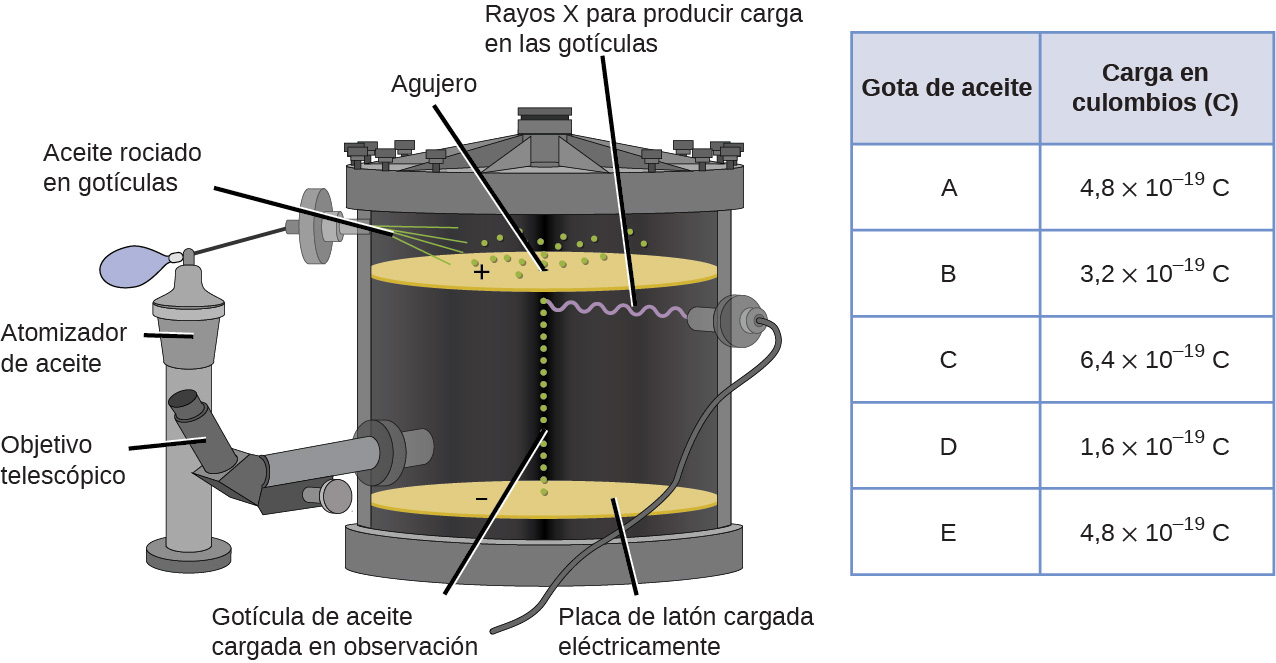 Rayos X para producir carga
en las gotículas
Agujero
Aceite rociado
en gotículas
+
Atomizador
de aceite
Objetivo
telescópico
–
Gotícula de aceite
cargada en observación
Placa de latón cargada
eléctricamente
Gota de aceite Carga en culombios (C)
A 4,8 × 10⁻¹⁹ C
B 3,2 × 10⁻¹⁹ C
C 6,4 × 10⁻¹⁹ C
D 1,6 × 10⁻¹⁹ C
E 4,8 × 10⁻¹⁹ C